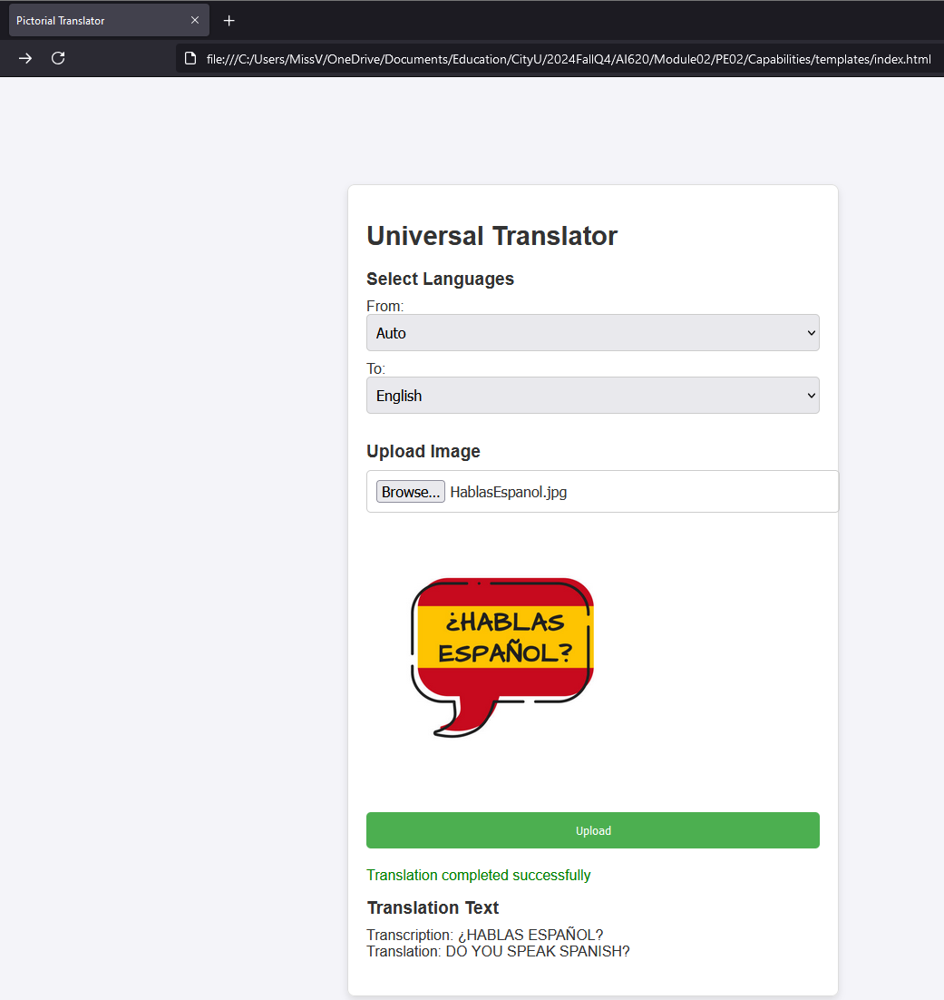 Pictorial Translator
file:///C:/Users/MissV/OneDrive/Documents/Education/CityU/2024FallQ4/AI620/Module02/PE02/Capabilities/templates/index.html
Universal Translator
Select Languages
From:
Auto
To:
English
Upload Image
Browse... HablasEspanol.jpg
¿HABLAS
ESPAÑOL?
Upload
Translation completed successfully
Translation Text
Transcription: ¿HABLAS ESPAÑOL?
Translation: DO YOU SPEAK SPANISH?